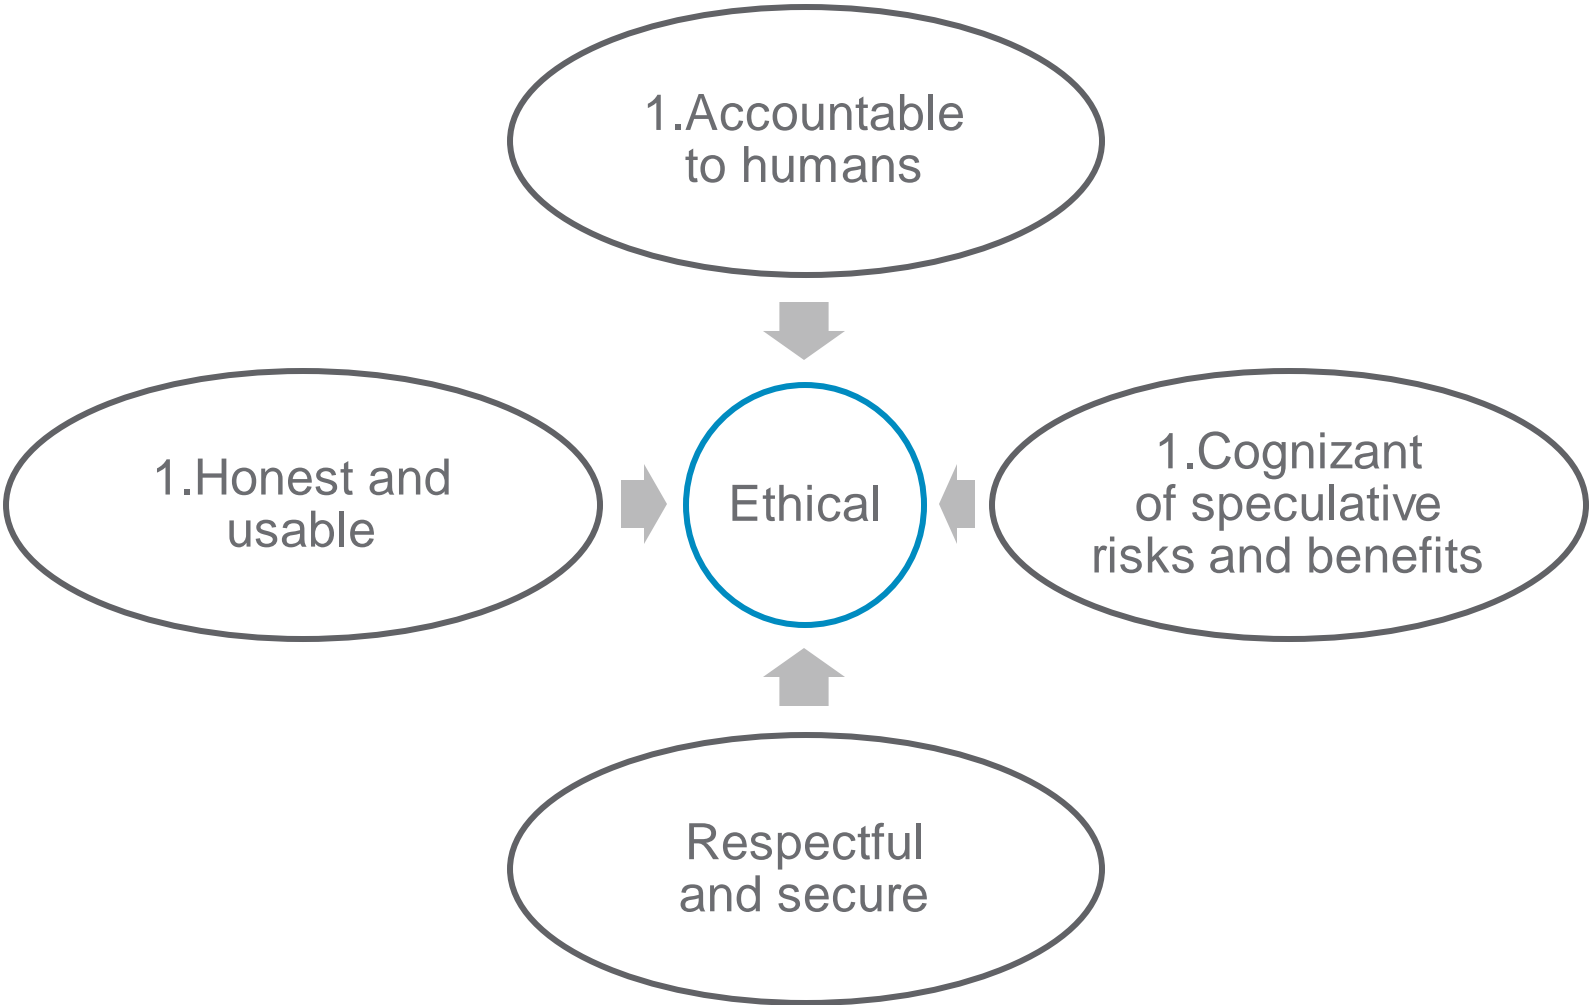 1.Accountable
to humans
1.Honest and
usable
Ethical
1.Cognizant
of speculative
risks and benefits
Respectful
and secure